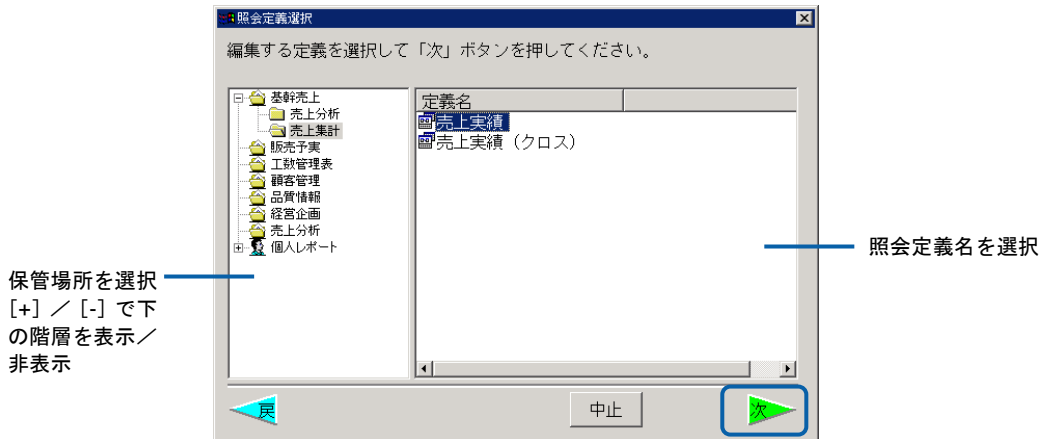 照会定義選択
編集する定義を選択して「次」ボタンを押してください。
基幹売上
売上分析
売上集計
販売予実
工数管理表
顧客管理
品質情報
経営企画
売上分析
個人レポート
定義名
売上実績
売上実績（クロス）
保管場所を選択
［+］／［-］で下
の階層を表示／
非表示
照会定義名を選択
戻
中止
次